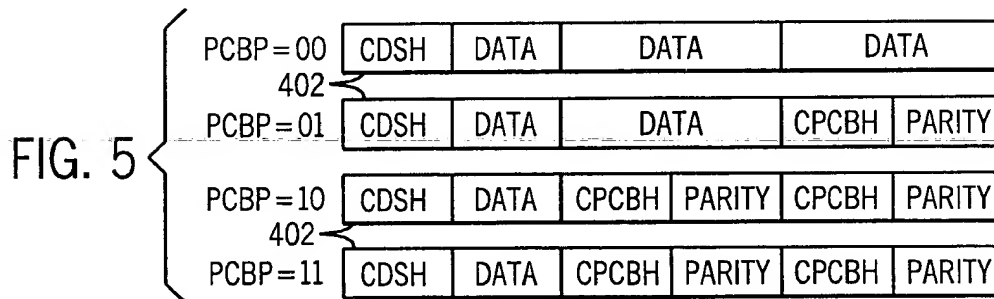 PCBP=00 CDSH DATA DATA DATA
402
PCBP=01 CDSH DATA DATA CPCBH PARITY
FIG. 5
PCBP=10 CDSH DATA CPCBH PARITY CPCBH PARITY
402
PCBP=11 CDSH DATA CPCBH PARITY CPCBH PARITY